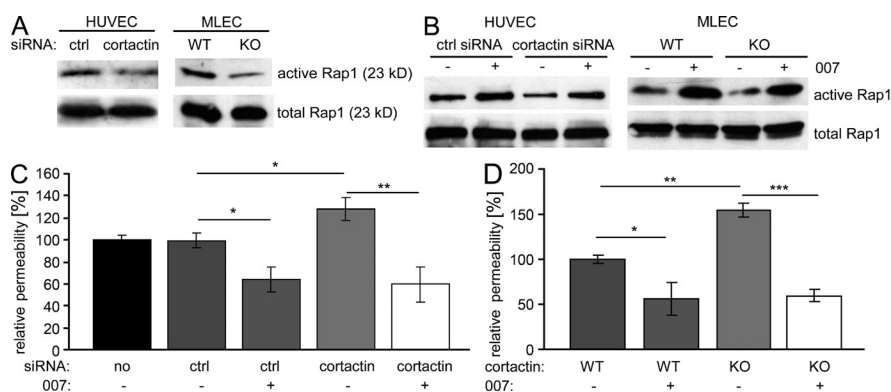 A
HUVEC MLEC
siRNA: ctrl cortactin WT KO
active Rap1 (23 kD)
total Rap1 (23 kD)
B
HUVEC MLEC
ctrl siRNA cortactin siRNA WT KO
- + - + - + - + 007
active Rap1
total Rap1
C
relative permeability [%]
160
140
120
100
80
60
40
20
0
* * **
siRNA: no ctrl ctrl cortactin cortactin
007: - - + - +
D
relative permeability [%]
200
150
100
50
0
* ** ***
cortactin: WT WT KO KO
007: - + - +